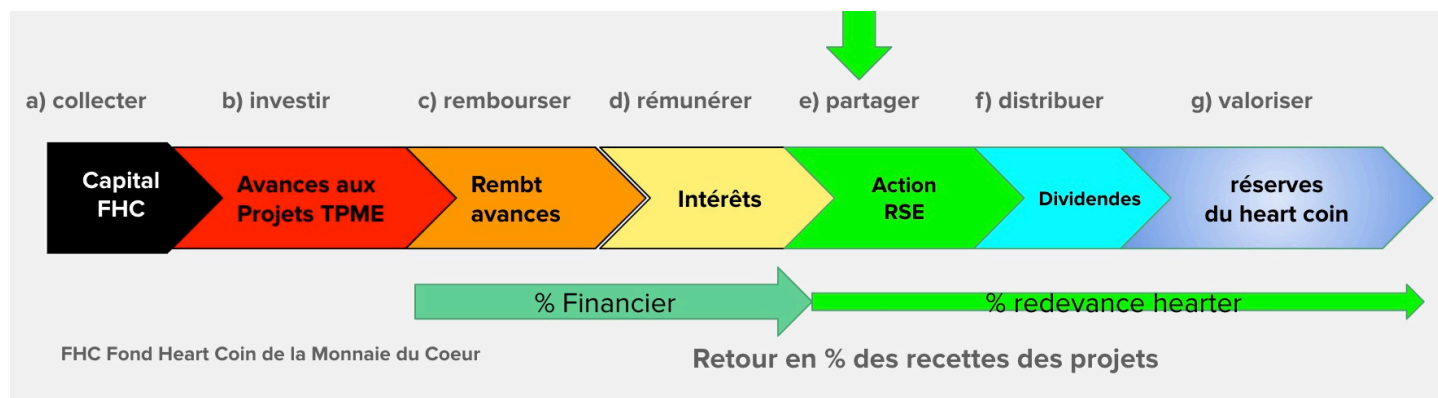 a) collecter b) investir c) rembourser d) rémunérer e) partager f) distribuer g) valoriser
Capital
FHC
Avances aux
Projets TPME
Rembt
avances
Intérêts
Action
RSE
Dividendes
réserves
du heart coin
% Financier
% redevance hearter
FHC Fond Heart Coin de la Monnaie du Coeur
Retour en % des recettes des projets